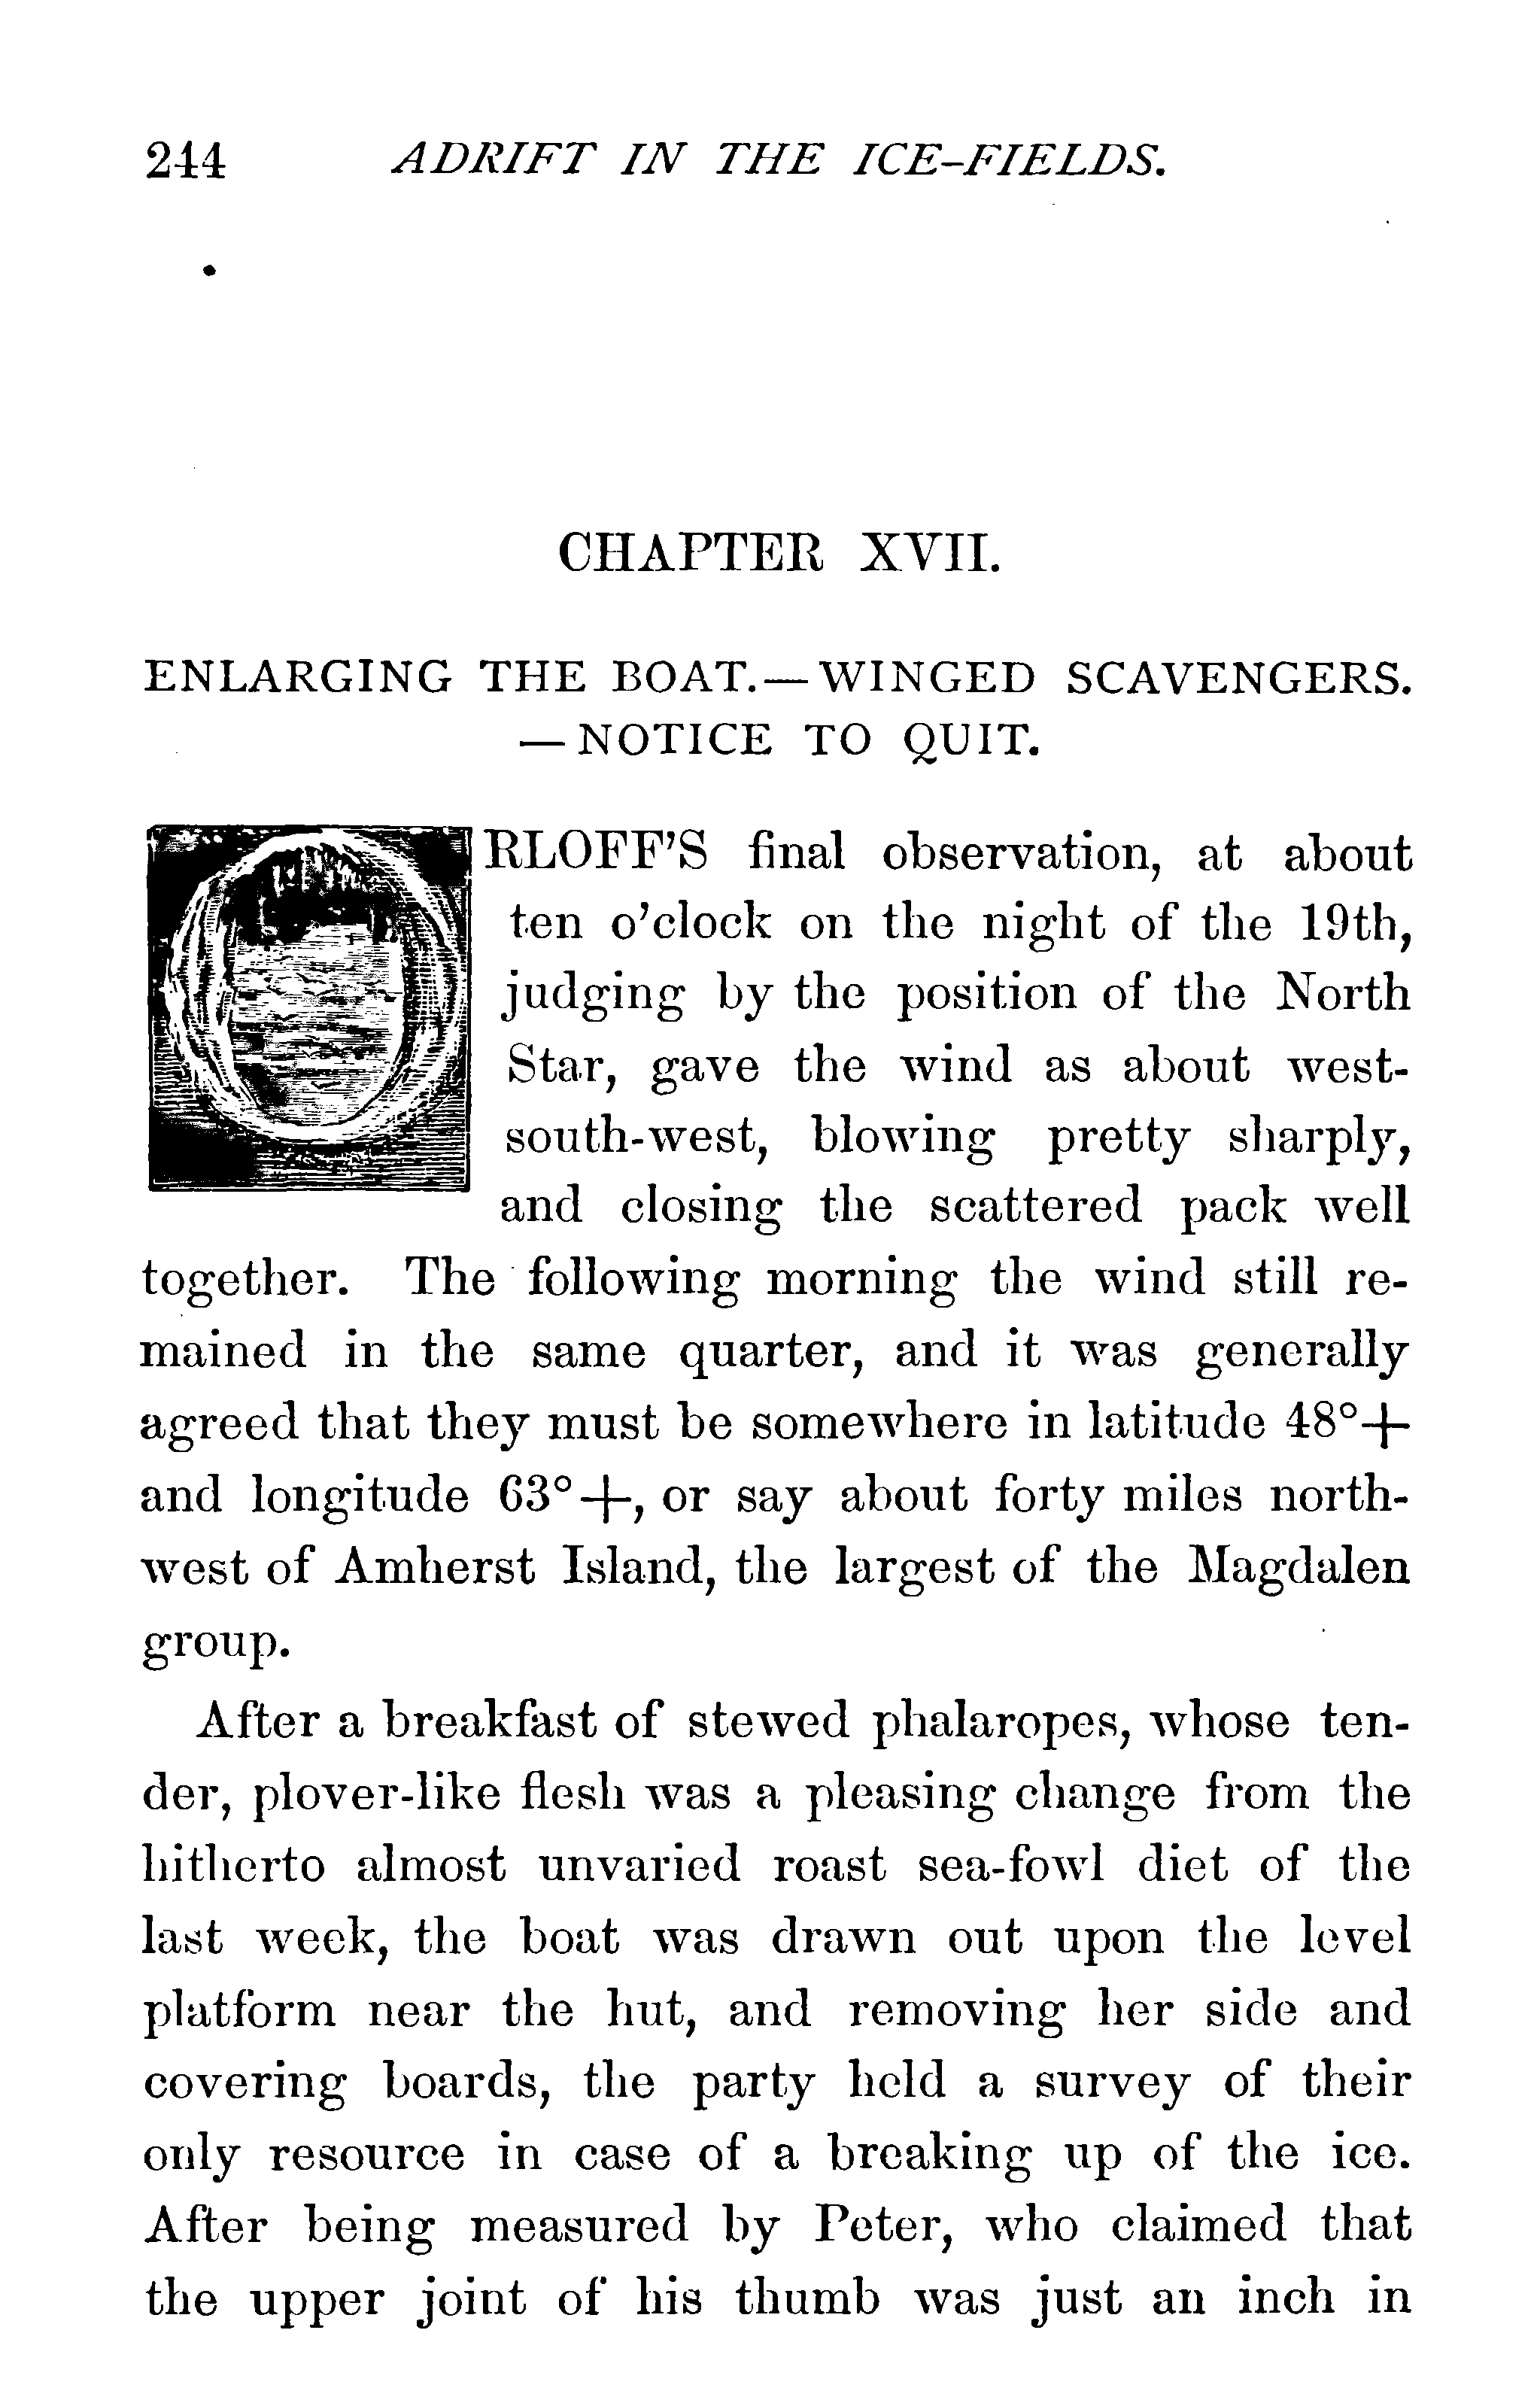 244 ADRIFT IN THE ICE-FIELDS.
CHAPTER XVII.
ENLARGING THE BOAT.—WINGED SCAVENGERS.
—NOTICE TO QUIT.
ORLOFF'S final observation, at about
ten o'clock on the night of the 19th,
judging by the position of the North
Star, gave the wind as about west-
south-west, blowing pretty sharply,
and closing the scattered pack well
together. The following morning the wind still re-
mained in the same quarter, and it was generally
agreed that they must be somewhere in latitude 48°+
and longitude 63°+, or say about forty miles north-
west of Amherst Island, the largest of the Magdalen
group.
After a breakfast of stewed phalaropes, whose ten-
der, plover-like flesh was a pleasing change from the
hitherto almost unvaried roast sea-fowl diet of the
last week, the boat was drawn out upon the level
platform near the hut, and removing her side and
covering boards, the party held a survey of their
only resource in case of a breaking up of the ice.
After being measured by Peter, who claimed that
the upper joint of his thumb was just an inch in